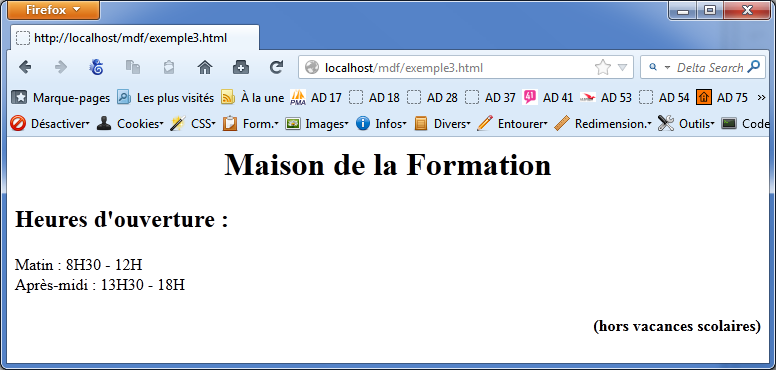 Firefox
http://localhost/mdf/exemple3.html
localhost/mdf/exemple3.html
Delta Search
Marque-pages Les plus visités À la une PMA AD 17 AD 18 AD 28 AD 37 41 AD 41 AD 53 AD 54 AD 75 »
Désactiver Cookies CSS Form. Images Infos Divers Entourer Redimension. Outils Code
Maison de la Formation
Heures d'ouverture :
Matin : 8H30 - 12H
Après-midi : 13H30 - 18H
(hors vacances scolaires)